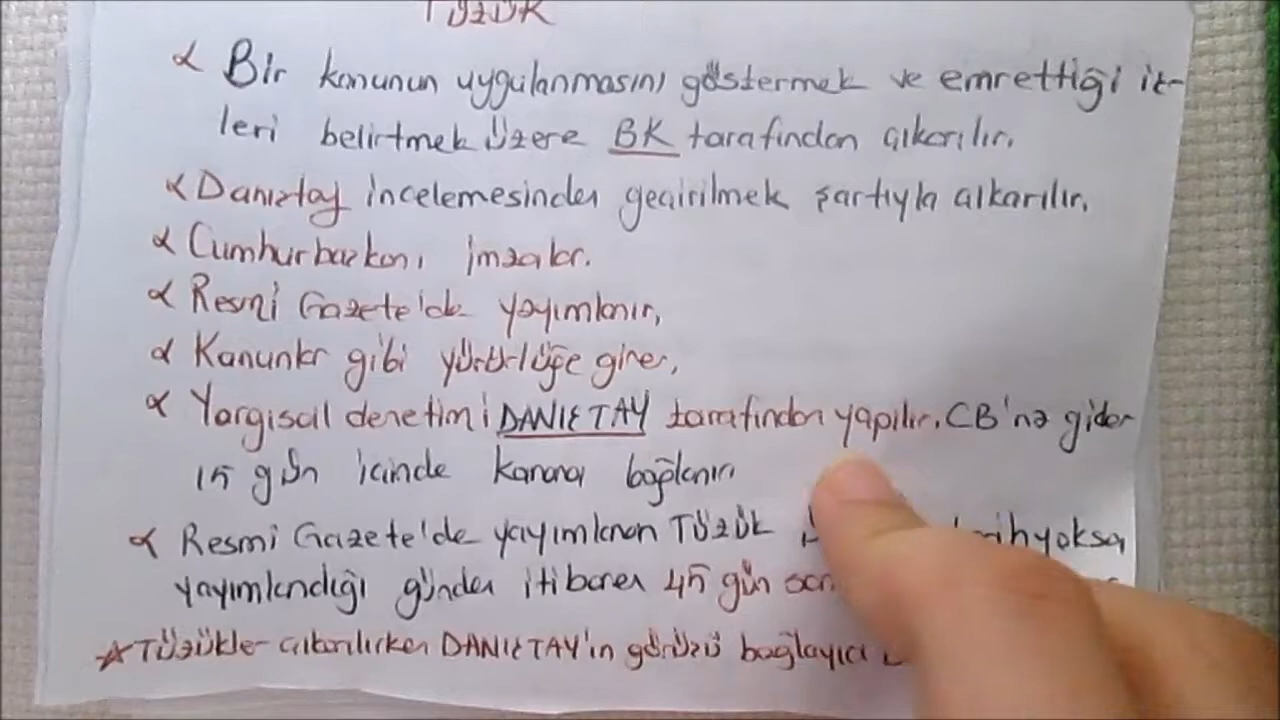 TÜZÜK
∝ Bir kanunun uygulanmasını göstermek ve emrettiği iş-
leri belirtmek üzere BK tarafından çıkarılır.
∝ Danıştay incelemesinden geçirilmek şartıyla çıkarılır.
∝ Cumhurbaşkanı imzalar.
∝ Resmi Gazete'de yayımlanır.
∝ Kanunlar gibi yürürlüğe girer.
∝ Yargısal denetimi DANIŞTAY tarafından yapılır. CB'na gider
15 gün içinde karara bağlanır
∝ Resmi Gazete'de yayımlanan TÜZÜK yoksa
yayımlandığı günden itibaren 45 gün
☆ TÜZÜKler çıkarılırken DANIŞTAY'ın görüşü bağlayıcı